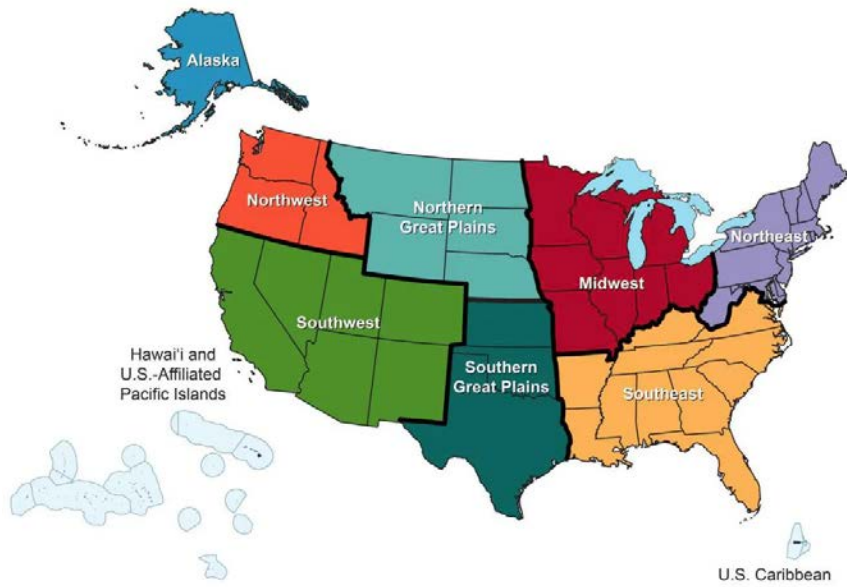 Alaska
Northwest
Northern
Great Plains
Northeast
Midwest
Southwest
Hawai‘i and
U.S.-Affiliated
Pacific Islands
Southern
Great Plains
Southeast
U.S. Caribbean